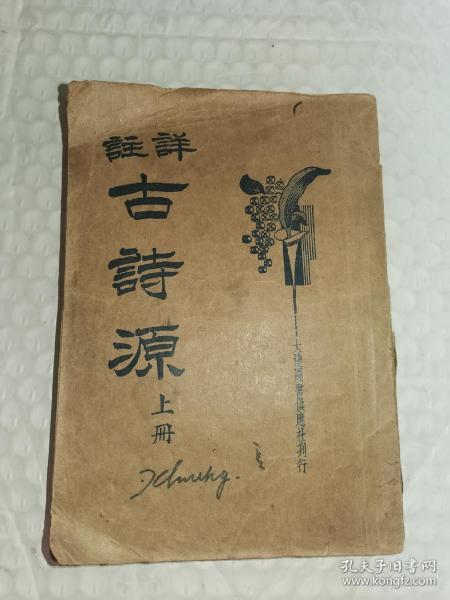 詳註
古詩源
上冊
大達圖書供應社刊行
孔夫子旧书网
www.kongfz.com